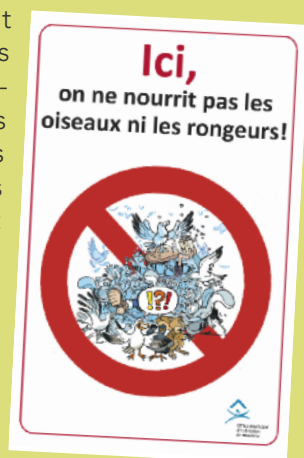 t
s
-
s
s
s
t
Ici,
on ne nourrit pas les
oiseaux ni les rongeurs!
!?!